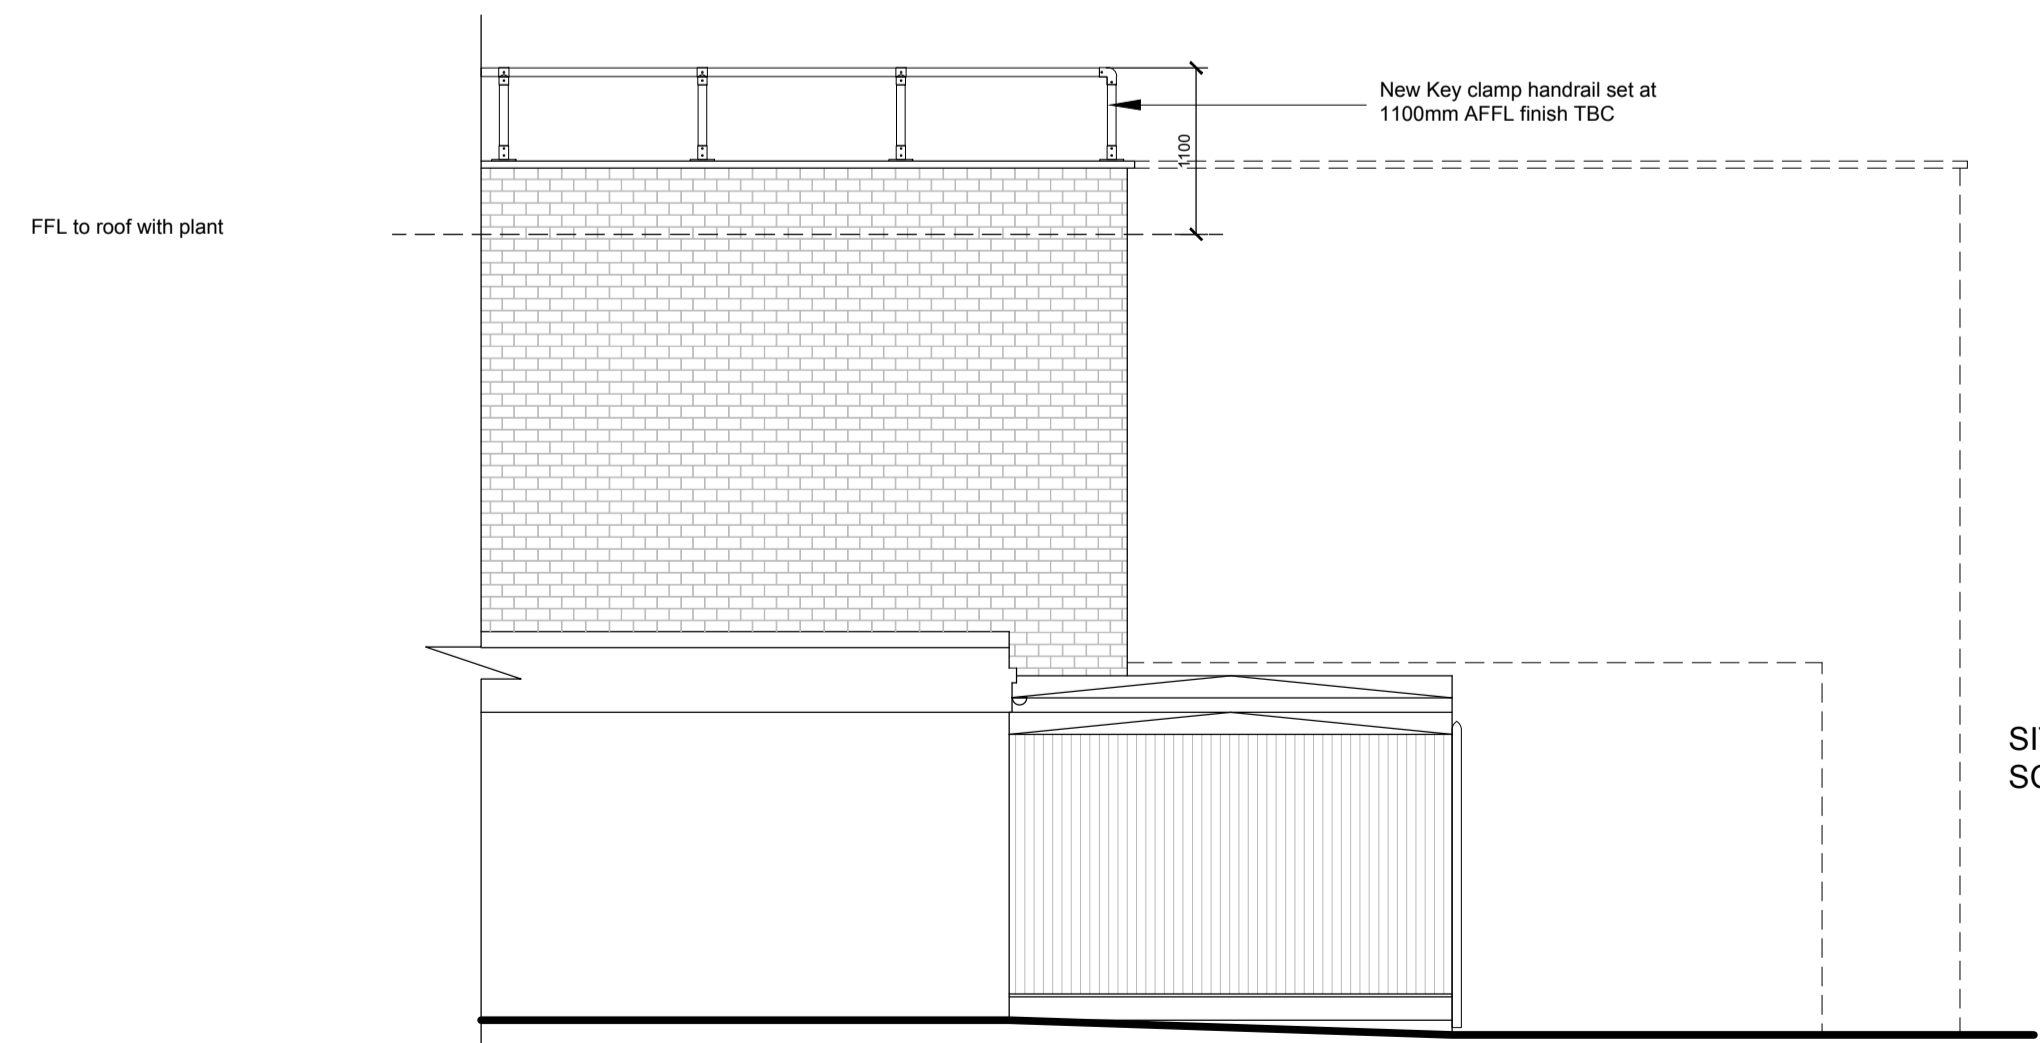 New Key clamp handrail set at
1100mm AFFL finish TBC
1100
FFL to roof with plant